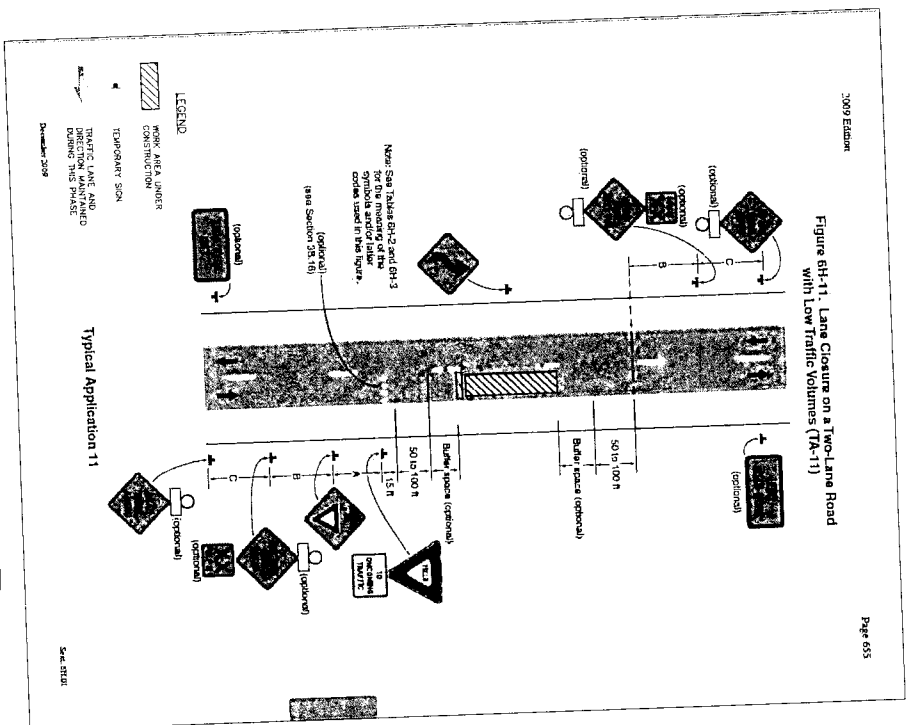 2009 Edition
Page 655
Figure 6H-11. Lane Closure on a Two-Lane Road
with Low Traffic Volumes (TA-11)
(optional)
(optional)
(optional)
(optional)
C
B
50 to 100 ft
Buffer space (optional)
Note: See Tables 6H-2 and 6H-3
for the meaning of the
symbols and/or letter
codes used in this figure.
(optional)
(see Section 3B.16)
Buffer space (optional)
50 to 100 ft
15 ft
A
B
C
YIELD
TO
ONCOMING
TRAFFIC
(optional)
(optional)
(optional)
(optional)
Typical Application 11
LEGEND
WORK AREA UNDER
CONSTRUCTION
TEMPORARY SIGN
TRAFFIC LANE AND
DIRECTION MAINTAINED
DURING THIS PHASE
December 2009
Sect. 6H.01